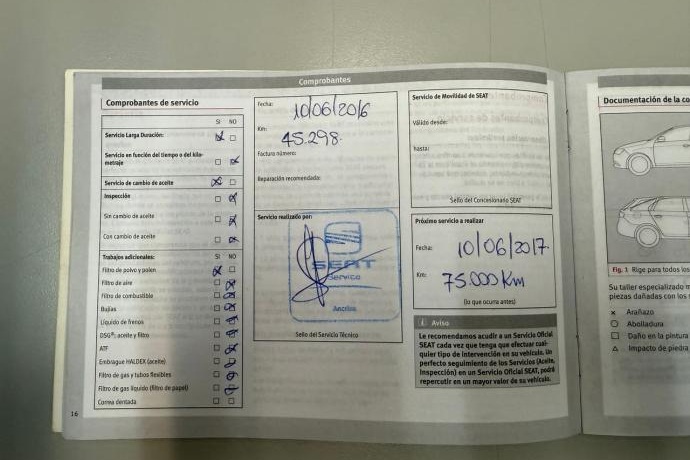 Comprobantes
Comprobantes de servicio
SI NO
Servicio Larga Duración:
Servicio en función del tiempo o del kilo-
metraje
Servicio de cambio de aceite
Inspección
Sin cambio de aceite
Con cambio de aceite
Trabajos adicionales:
SI NO
Filtro de polvo y polen
Filtro de aire
Filtro de combustible
Bujías
Líquido de frenos
DSG®: aceite y filtro
ATF
Embrague HALDEX (aceite)
Filtro de gas y tubos flexibles
Filtro de gas líquido (filtro de papel)
Correa dentada
16
Fecha:
10/06/2016
Km:
45.298
Factura número:
Reparación recomendada:
Servicio realizado por:
SEAT
Service
Sello del Servicio Técnico
Servicio de Movilidad de SEAT
Válido desde:
hasta:
Sello del Concesionario SEAT
Próximo servicio a realizar
Fecha:
10/06/2017
Km:
75.000 Km
(lo que ocurra antes)
i Aviso
Le recomendamos acudir a un Servicio Oficial
SEAT cada vez que tenga que efectuar cual-
quier tipo de intervención en su vehículo. Un
perfecto seguimiento de los Servicios (Aceite,
Inspección) en un Servicio Oficial SEAT, podrá
repercutir en un mayor valor de su vehículo.
Documentación de la co
Fig. 1 Rige para todos los
Su taller especializado
piezas dañadas con los
× Arañazo
○ Abolladura
□ Daño en la pintura
△ Impacto de piedra